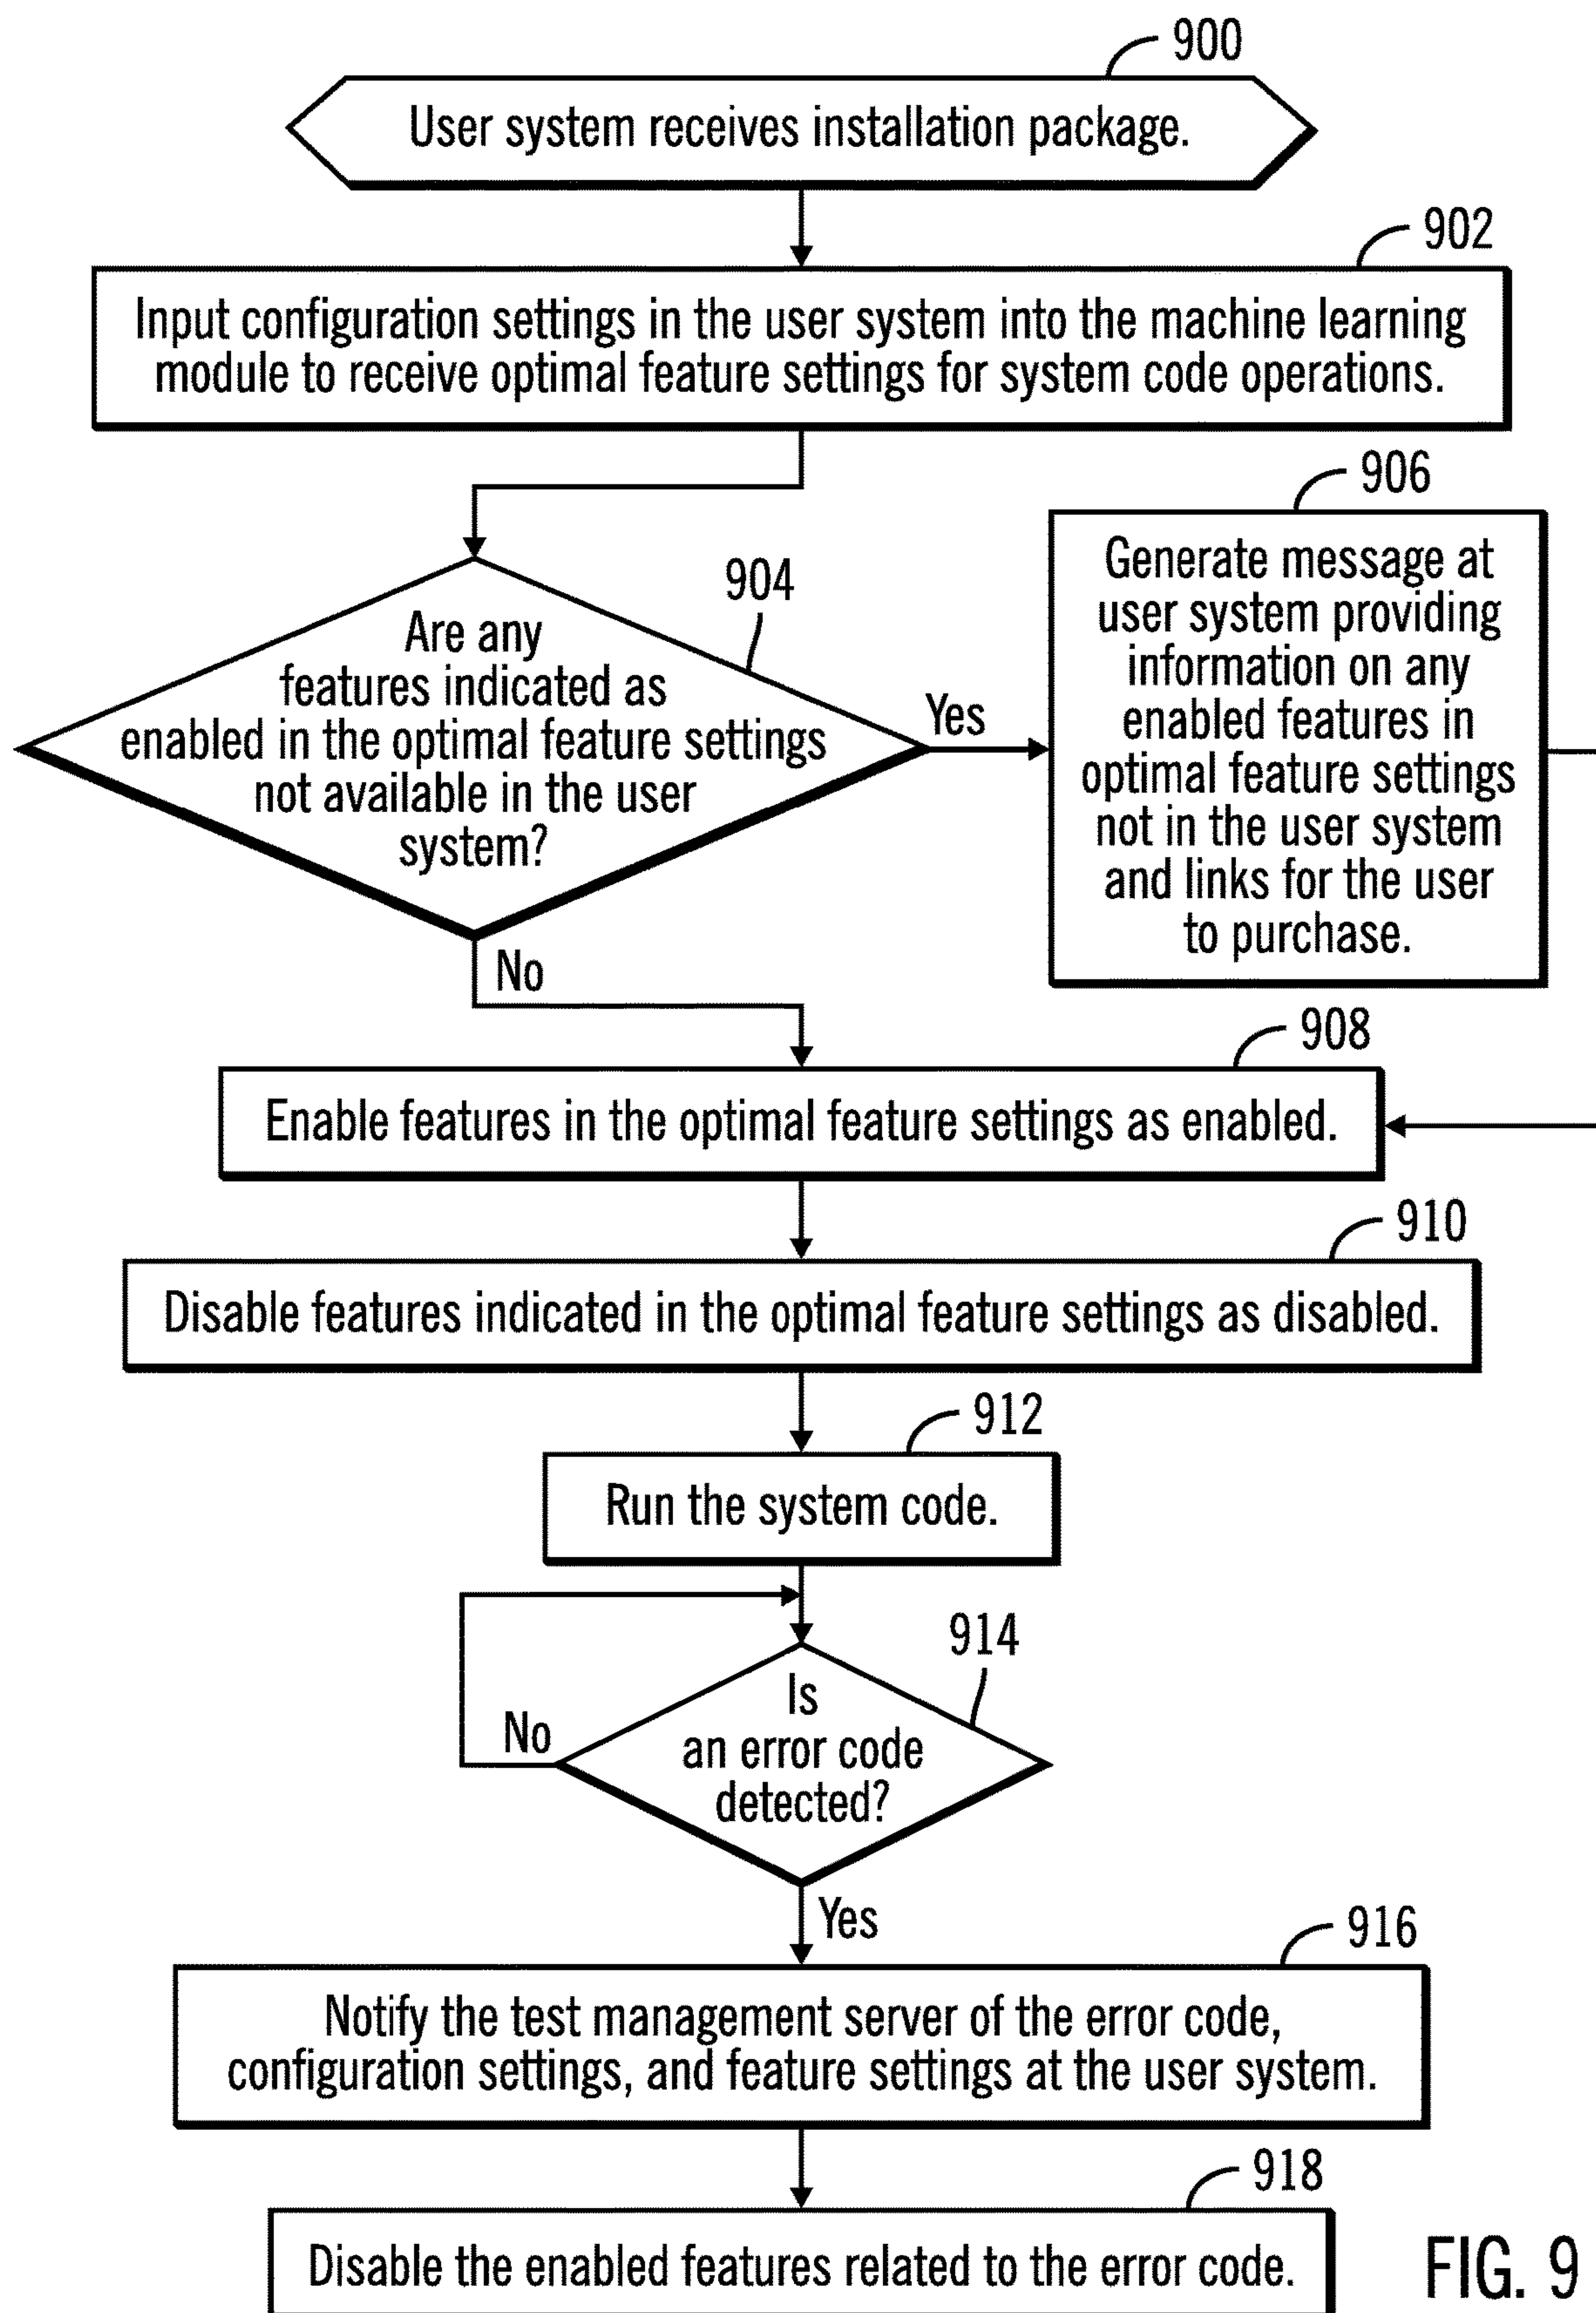 900
User system receives installation package.
902
Input configuration settings in the user system into the machine learning
module to receive optimal feature settings for system code operations.
904
Are any
features indicated as
enabled in the optimal feature settings
not available in the user
system?
Yes
906
Generate message at
user system providing
information on any
enabled features in
optimal feature settings
not in the user system
and links for the user
to purchase.
No
908
Enable features in the optimal feature settings as enabled.
910
Disable features indicated in the optimal feature settings as disabled.
912
Run the system code.
914
Is
an error code
detected?
No
Yes
916
Notify the test management server of the error code,
configuration settings, and feature settings at the user system.
918
Disable the enabled features related to the error code.
FIG. 9